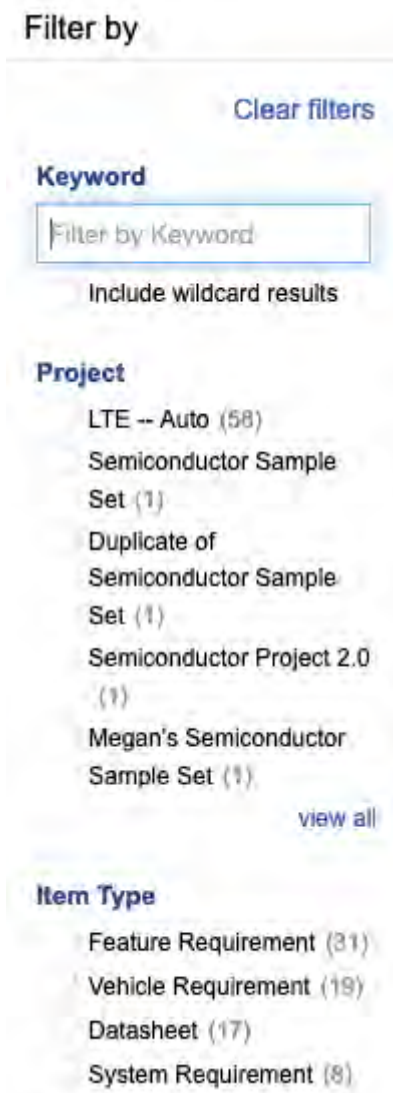 Filter by
Clear filters
Keyword
Filter by Keyword
Include wildcard results
Project
LTE -- Auto (58)
Semiconductor Sample
Set (1)
Duplicate of
Semiconductor Sample
Set (1)
Semiconductor Project 2.0
(1)
Megan's Semiconductor
Sample Set (1)
view all
Item Type
Feature Requirement (31)
Vehicle Requirement (19)
Datasheet (17)
System Requirement (8)